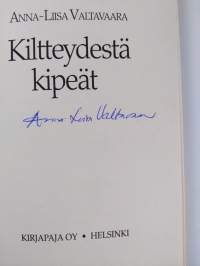 ANNA-LIISA VALTAVAARA
Kiltteydestä
kipeät
Anna-Liisa Valtavaara
KIRJAPAJA OY • HELSINKI